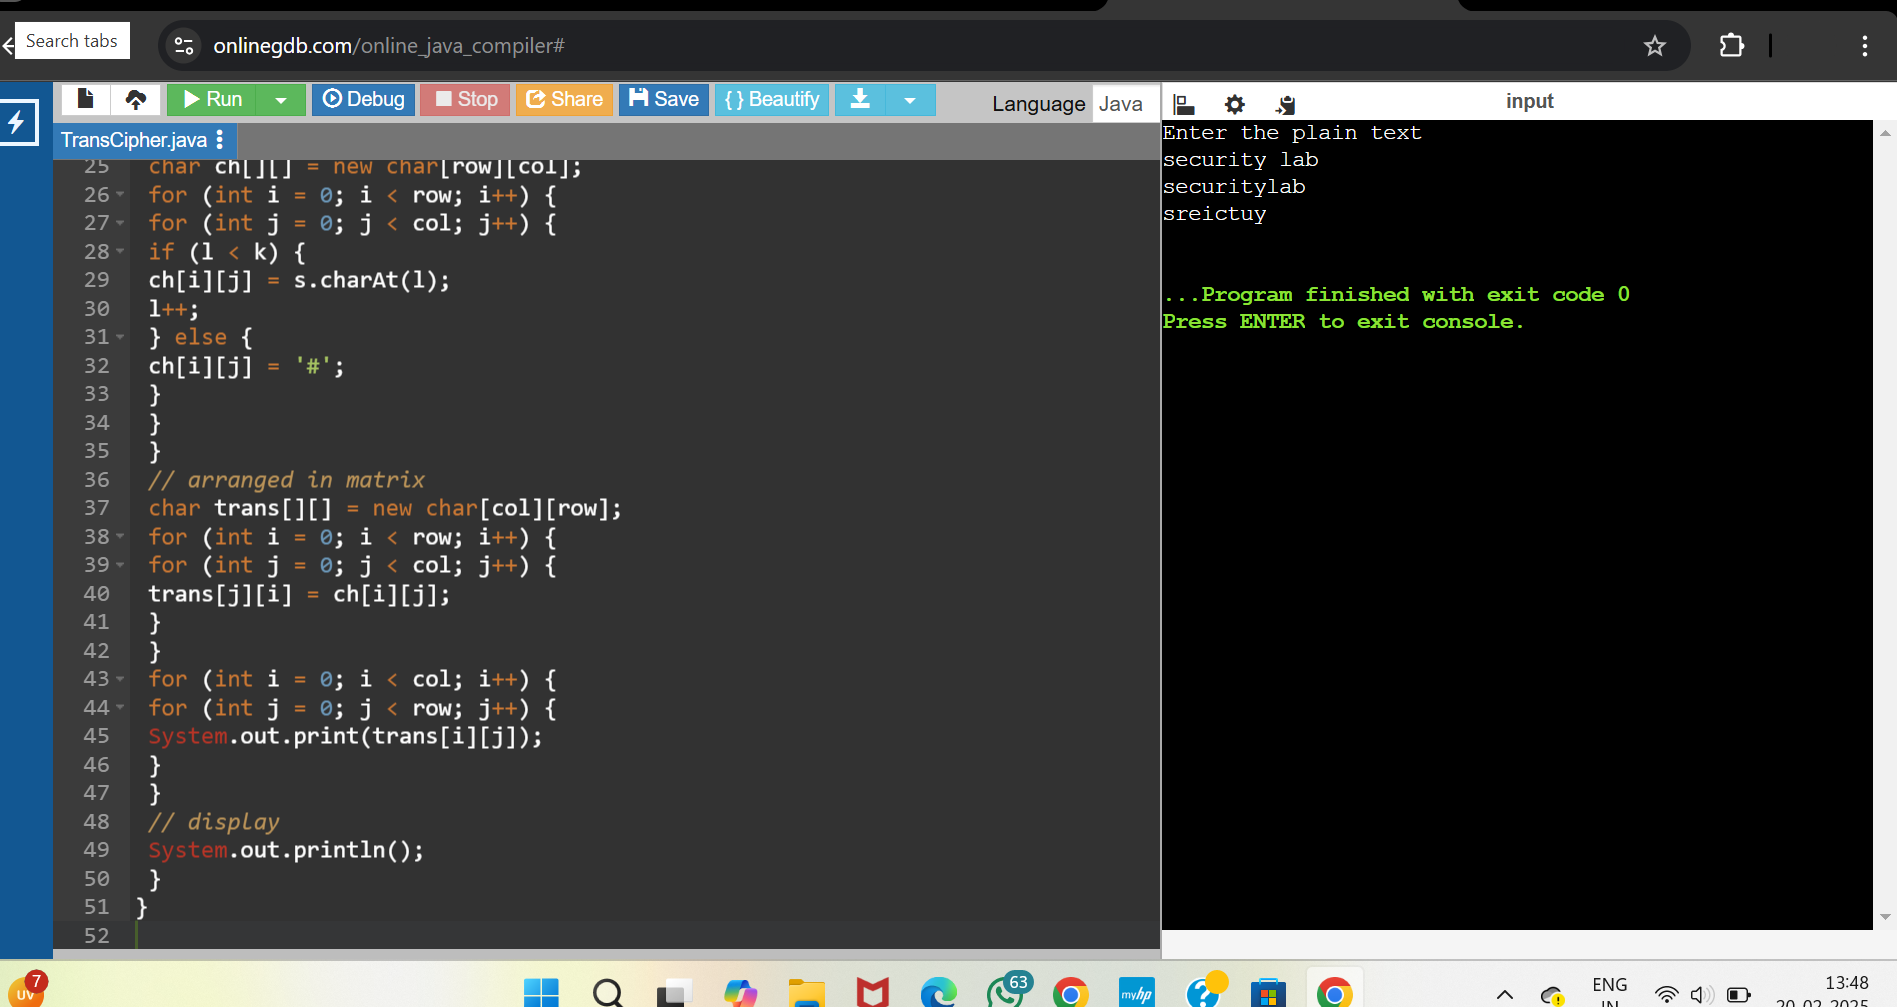 Search tabs
onlinegdb.com/online_java_compiler#
Run
Debug
Stop
Share
Save
{ } Beautify
Language Java
input
TransCipher.java
25 char ch[][] = new char[row][col];
26 for (int i = 0; i < row; i++) {
27 for (int j = 0; j < col; j++) {
28 if (l < k) {
29 ch[i][j] = s.charAt(l);
30 l++;
31 } else {
32 ch[i][j] = '#';
33 }
34 }
35 }
36 // arranged in matrix
37 char trans[][] = new char[col][row];
38 for (int i = 0; i < row; i++) {
39 for (int j = 0; j < col; j++) {
40 trans[j][i] = ch[i][j];
41 }
42 }
43 for (int i = 0; i < col; i++) {
44 for (int j = 0; j < row; j++) {
45 System.out.print(trans[i][j]);
46 }
47 }
48 // display
49 System.out.println();
50 }
51 }
52
Enter the plain text
security lab
securitylab
sreictuy
...Program finished with exit code 0
Press ENTER to exit console.
UV
7
63
myhp
ENG
IN
13:48
20-02-2025